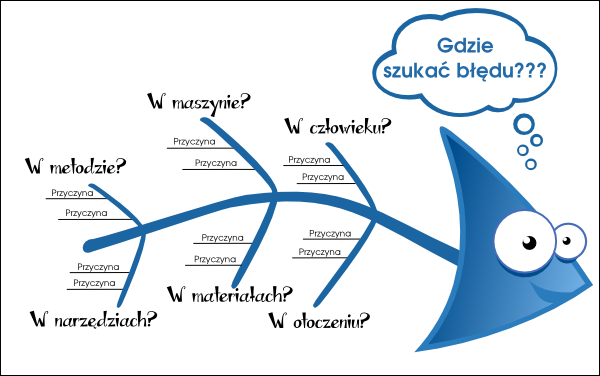 Gdzie
szukać błędu???
W maszynie?
Przyczyna
Przyczyna
W człowieku?
Przyczyna
Przyczyna
W metodzie?
Przyczyna
Przyczyna
Przyczyna
Przyczyna
W narzędziach?
Przyczyna
Przyczyna
W materiałach?
Przyczyna
Przyczyna
W otoczeniu?